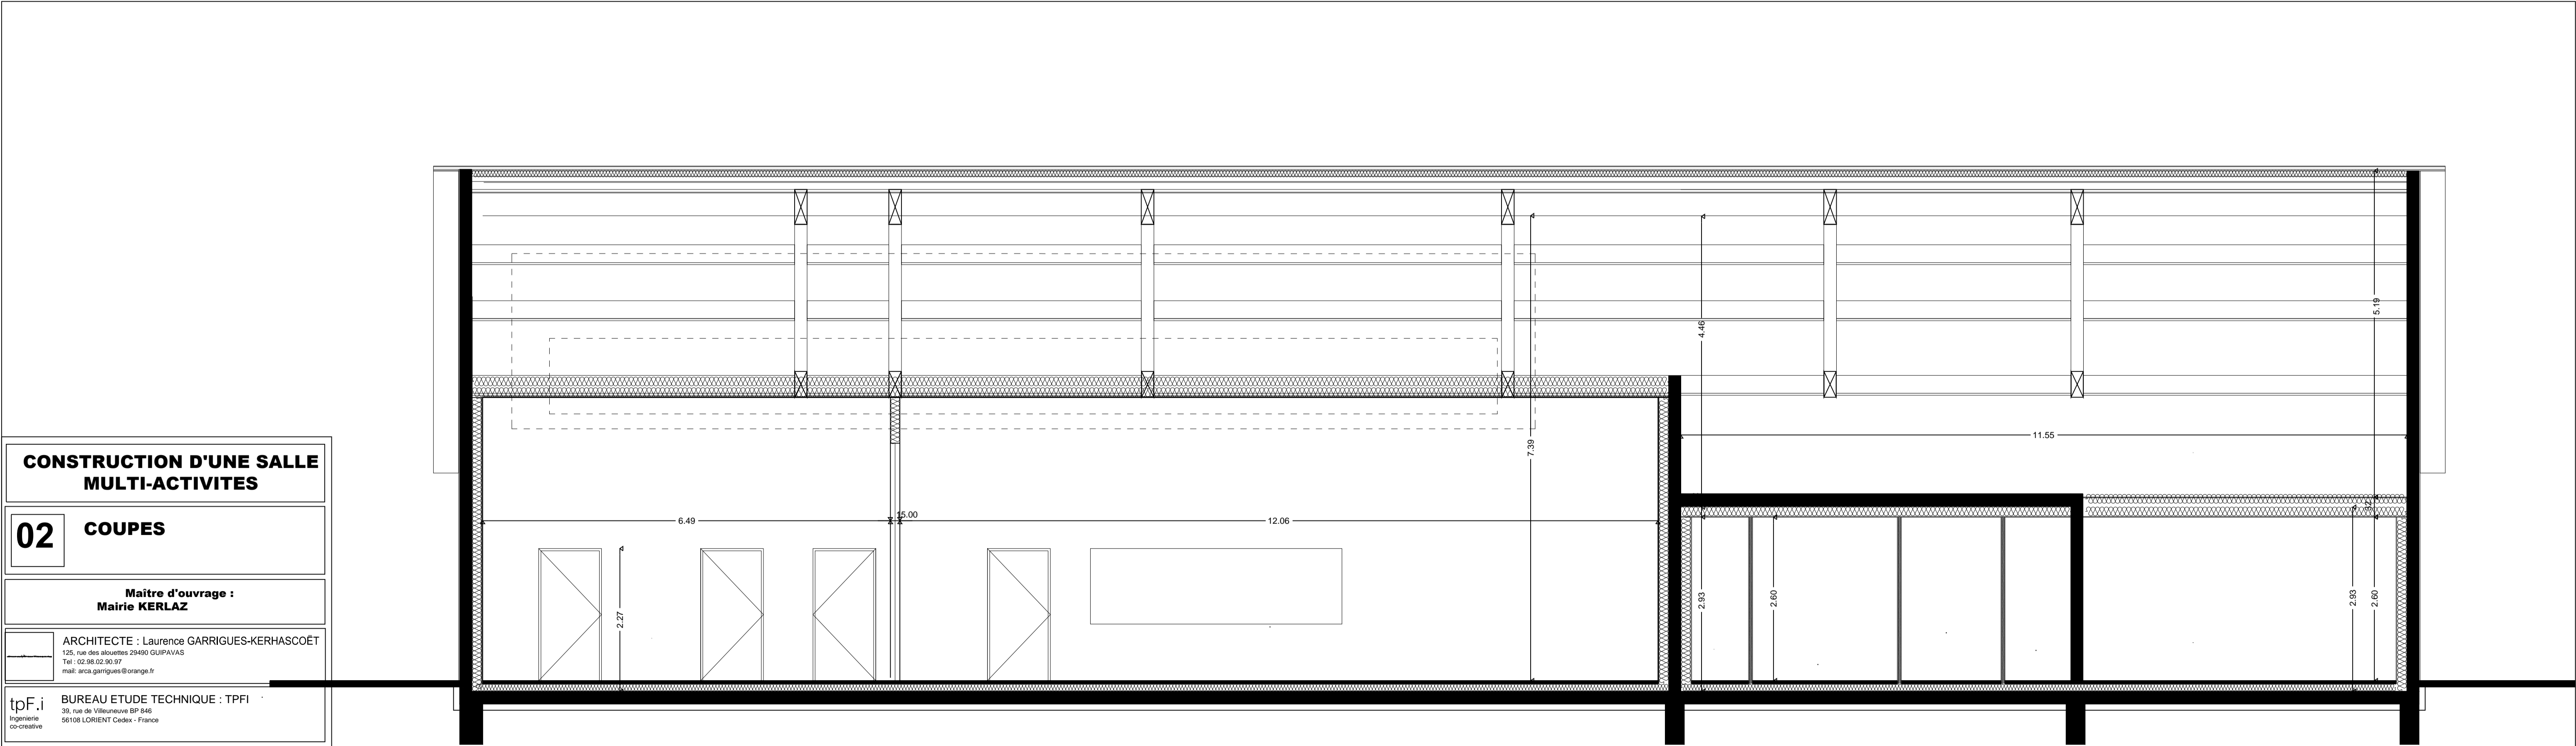 CONSTRUCTION D'UNE SALLE
MULTI-ACTIVITES
02
COUPES
Maître d'ouvrage :
Mairie KERLAZ
ARCHITECTE : Laurence GARRIGUES-KERHASCOËT
125, rue des alouettes 29490 GUIPAVAS
Tel : 02.98.02.90.97
mail: arca.garrigues@orange.fr
tpF.i
Ingenierie
co-creative
BUREAU ETUDE TECHNIQUE : TPFI
39, rue de Villeuneuve BP 846
56108 LORIENT Cedex - France
6.49
15.00
12.06
2.27
7.39
4.46
2.93
2.60
11.55
5.19
32
2.93
2.60